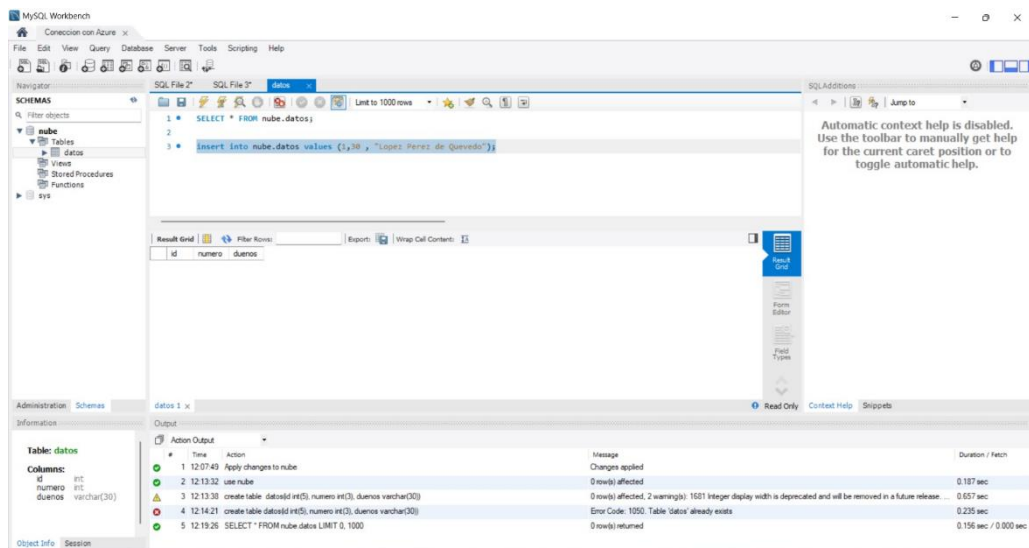 MySQL Workbench
Coneccion con Azure x
File Edit View Query Database Server Tools Scripting Help
Navigator
SCHEMAS
Filter objects
nube
Tables
datos
Views
Stored Procedures
Functions
sys
Administration Schemas
Information
Table: datos
Columns:
id int
numero int
duenos varchar(30)
Object Info Session
SQL File 2* SQL File 3* datos x
Limit to 1000 rows
1 SELECT * FROM nube.datos;
2
3 insert into nube.datos values (1,30 , "Lopez Perez de Quevedo");
Result Grid Filter Rows: Export: Wrap Cell Content:
id numero duenos
Result Grid
Form Editor
Field Types
datos 1 x
Read Only
SQLAdditions
Jump to
Automatic context help is disabled.
Use the toolbar to manually get help
for the current caret position or to
toggle automatic help.
Context Help Snippets
Output
Action Output
# Time Action Message Duration / Fetch
1 12:07:49 Apply changes to nube Changes applied
2 12:13:32 use nube 0 row(s) affected 0.187 sec
3 12:13:38 create table datos(id int(5), numero int(3), duenos varchar(30)) 0 row(s) affected, 2 warning(s): 1681 Integer display width is deprecated and will be removed in a future release. ... 0.657 sec
4 12:14:21 create table datos(id int(5), numero int(3), duenos varchar(30)) Error Code: 1050. Table 'datos' already exists 0.235 sec
5 12:19:26 SELECT * FROM nube.datos LIMIT 0, 1000 0 row(s) returned 0.156 sec / 0.000 sec